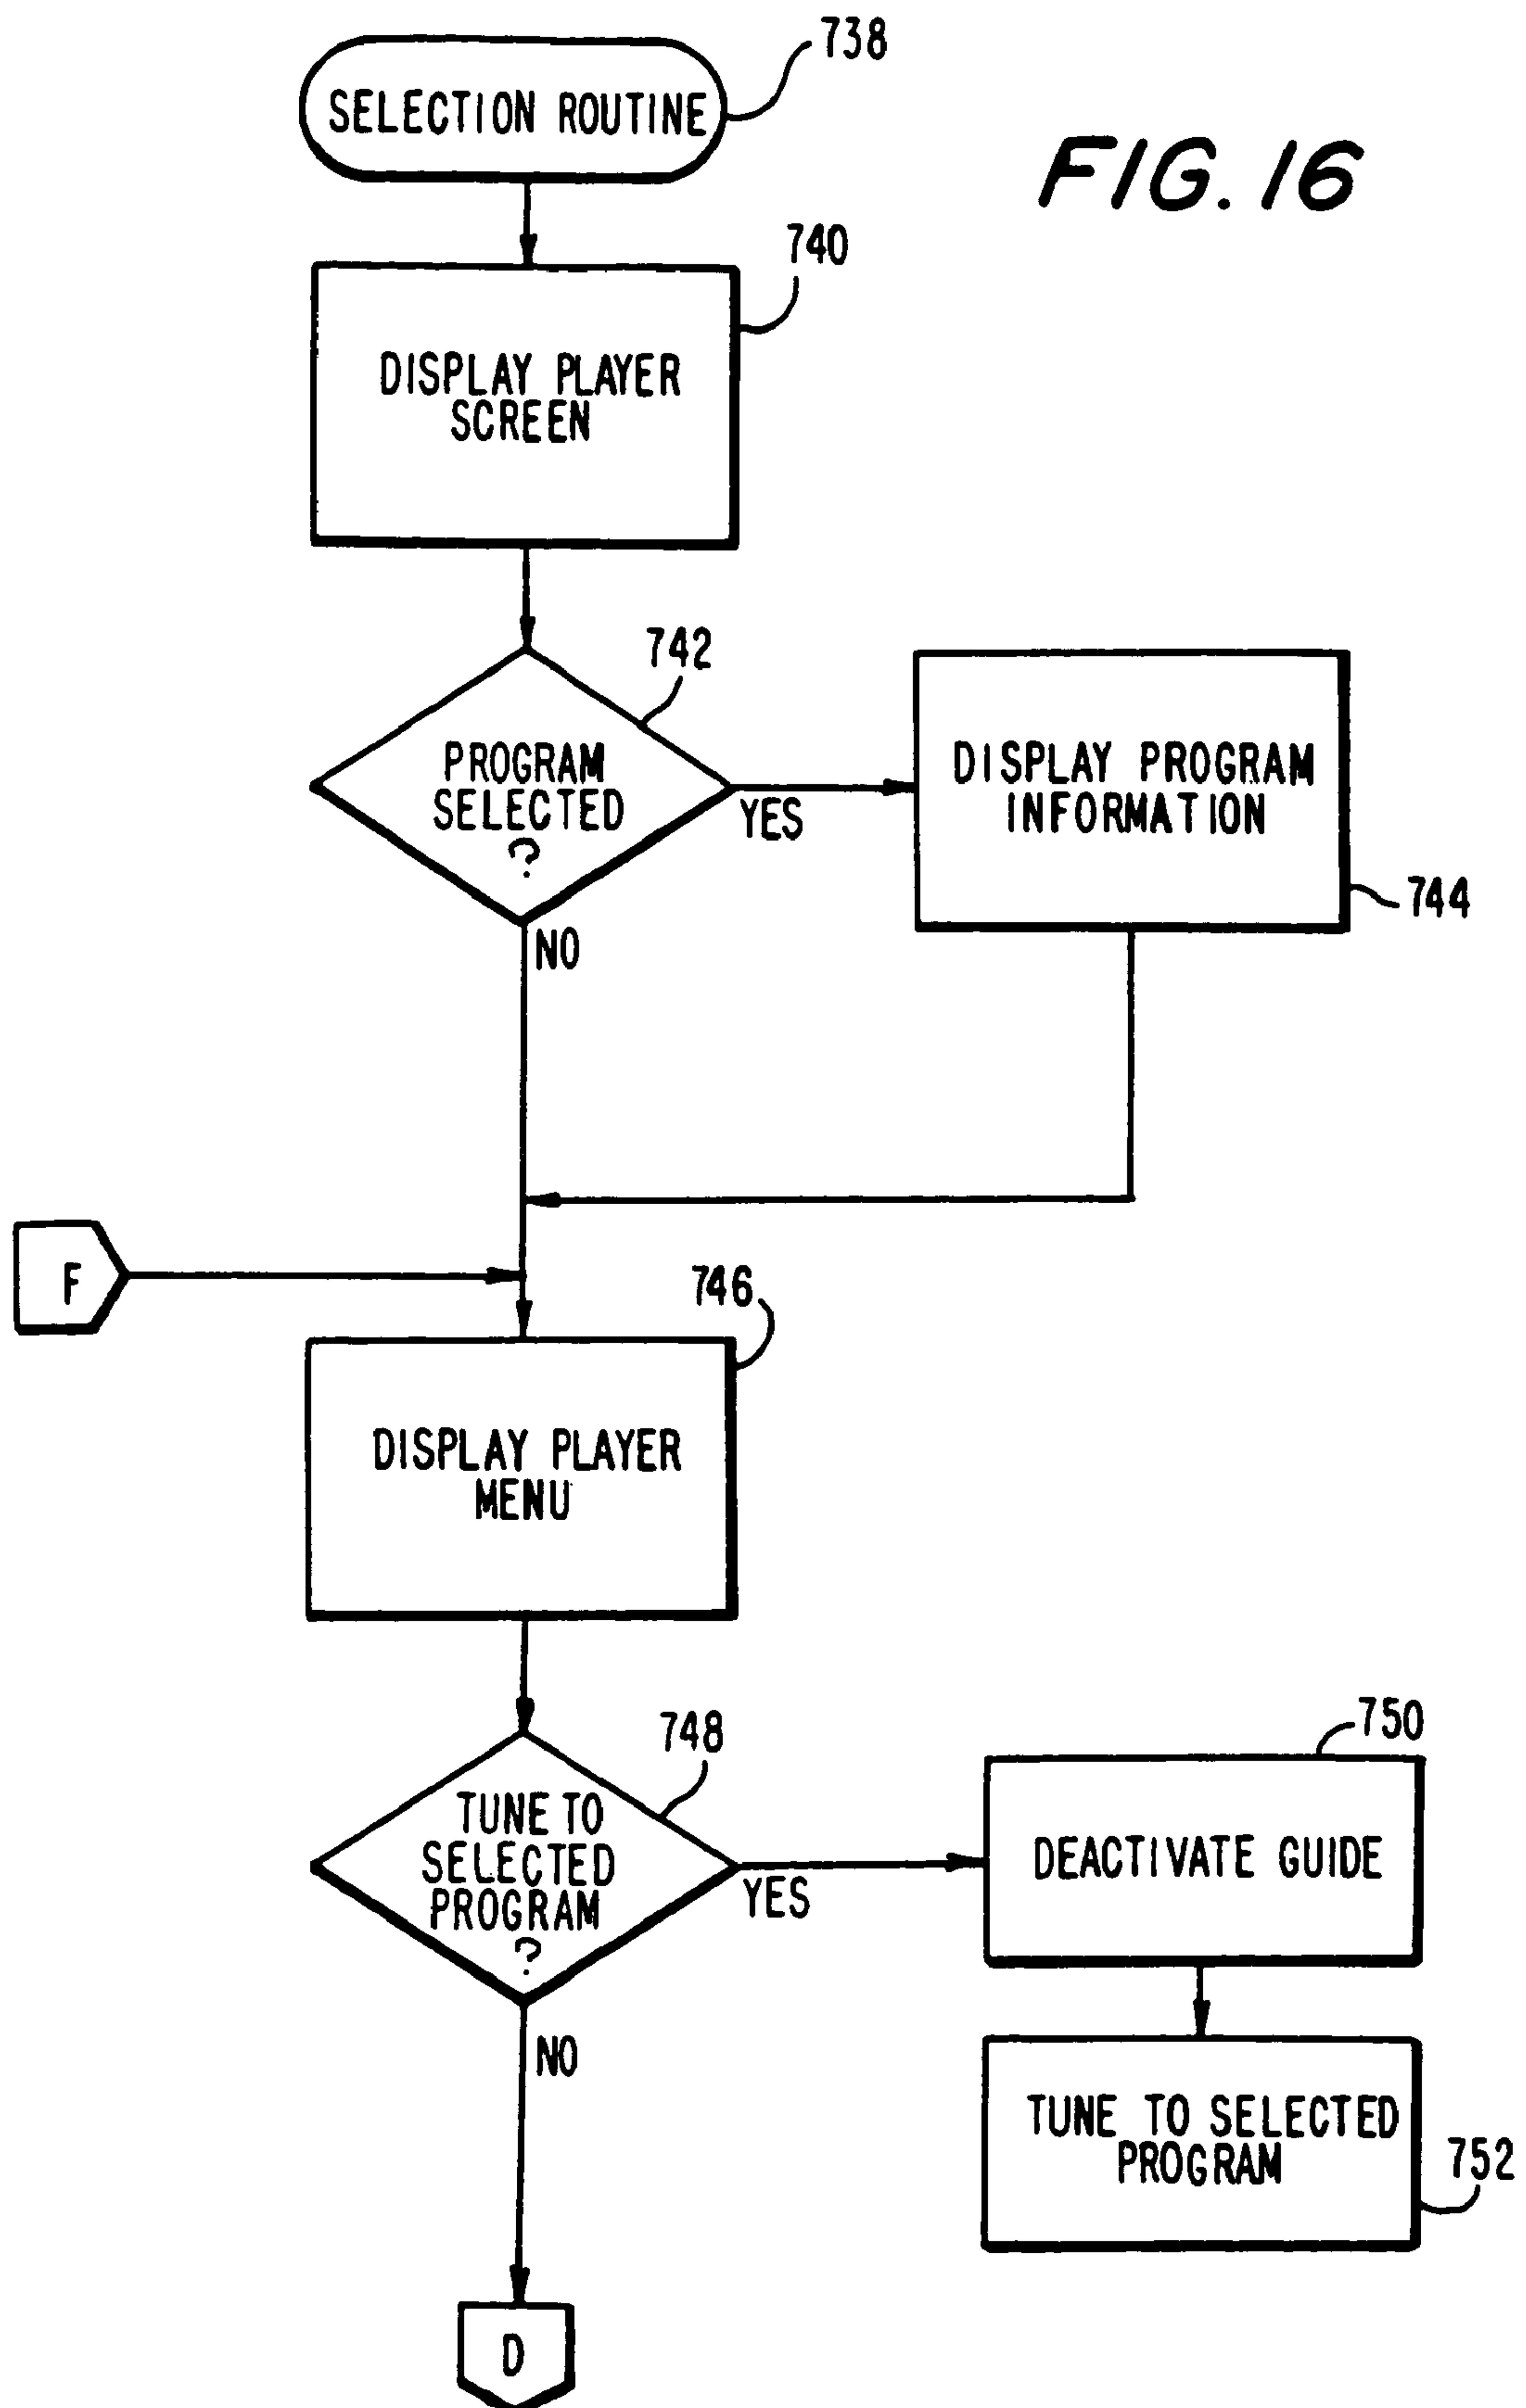 738
SELECTION ROUTINE
FIG. 16
740
DISPLAY PLAYER
SCREEN
742
PROGRAM
SELECTED
?
YES
NO
DISPLAY PROGRAM
INFORMATION
744
F
746
DISPLAY PLAYER
MENU
748
TUNE TO
SELECTED
PROGRAM
?
YES
NO
750
DEACTIVATE GUIDE
TUNE TO SELECTED
PROGRAM
752
D